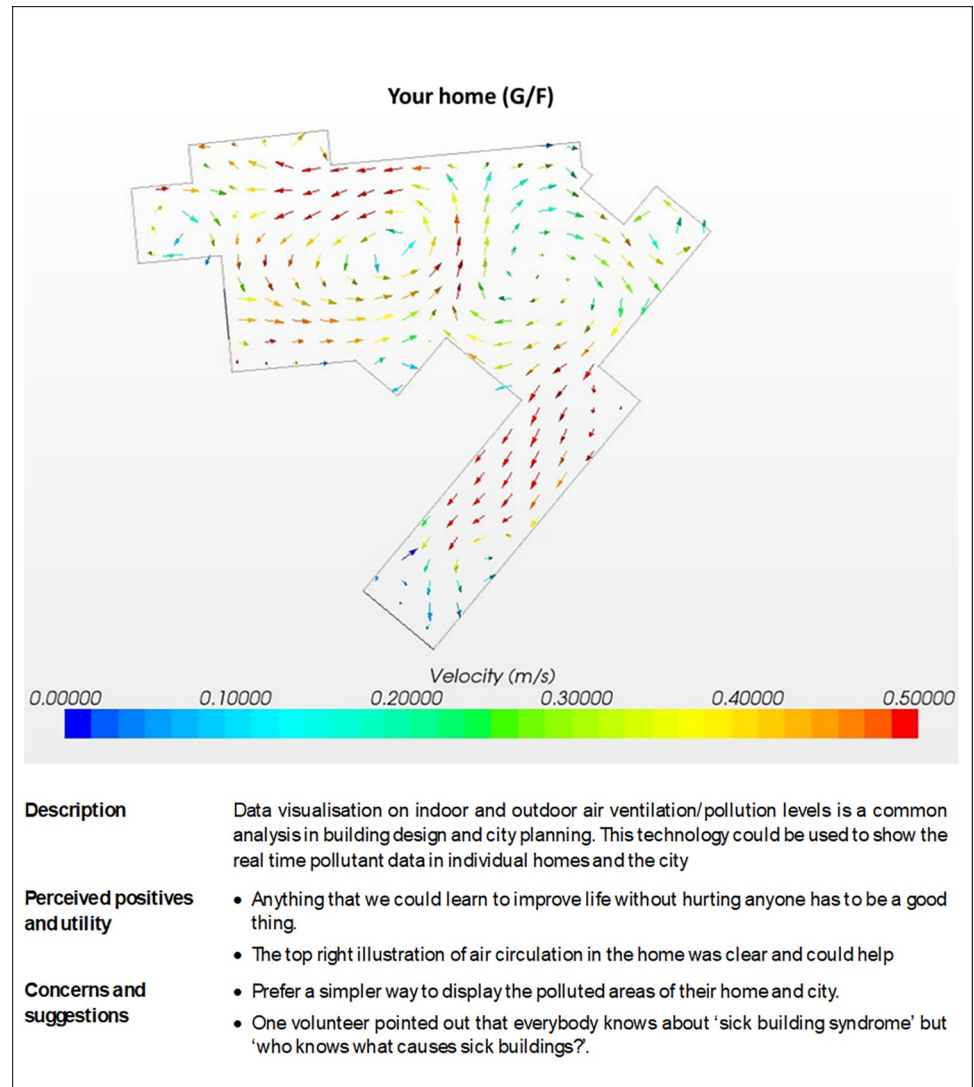 Your home (G/F)
Velocity (m/s)
0.00000 0.10000 0.20000 0.30000 0.40000 0.50000
Description
Data visualisation on indoor and outdoor air ventilation/pollution levels is a common
analysis in building design and city planning. This technology could be used to show the
real time pollutant data in individual homes and the city
Perceived positives
and utility
• Anything that we could learn to improve life without hurting anyone has to be a good
thing.
• The top right illustration of air circulation in the home was clear and could help
Concerns and
suggestions
• Prefer a simpler way to display the polluted areas of their home and city.
• One volunteer pointed out that everybody knows about ‘sick building syndrome’ but
‘who knows what causes sick buildings?’.